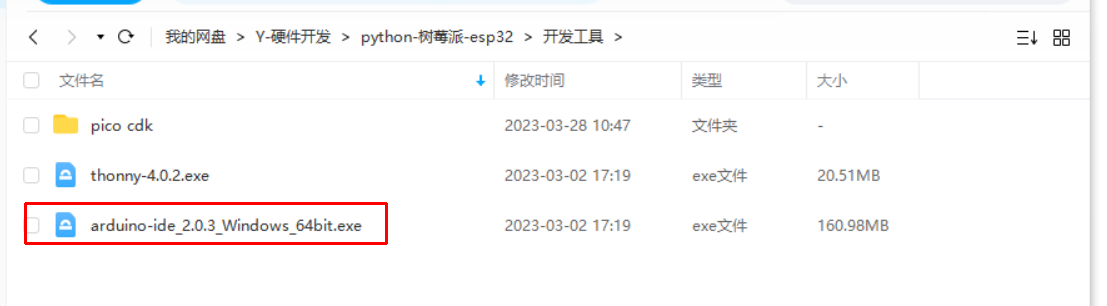 我的网盘 > Y-硬件开发 > python-树莓派-esp32 > 开发工具 >
文件名 修改时间 类型 大小
pico cdk 2023-03-28 10:47 文件夹 -
thonny-4.0.2.exe 2023-03-02 17:19 exe文件 20.51MB
arduino-ide_2.0.3_Windows_64bit.exe 2023-03-02 17:19 exe文件 160.98MB